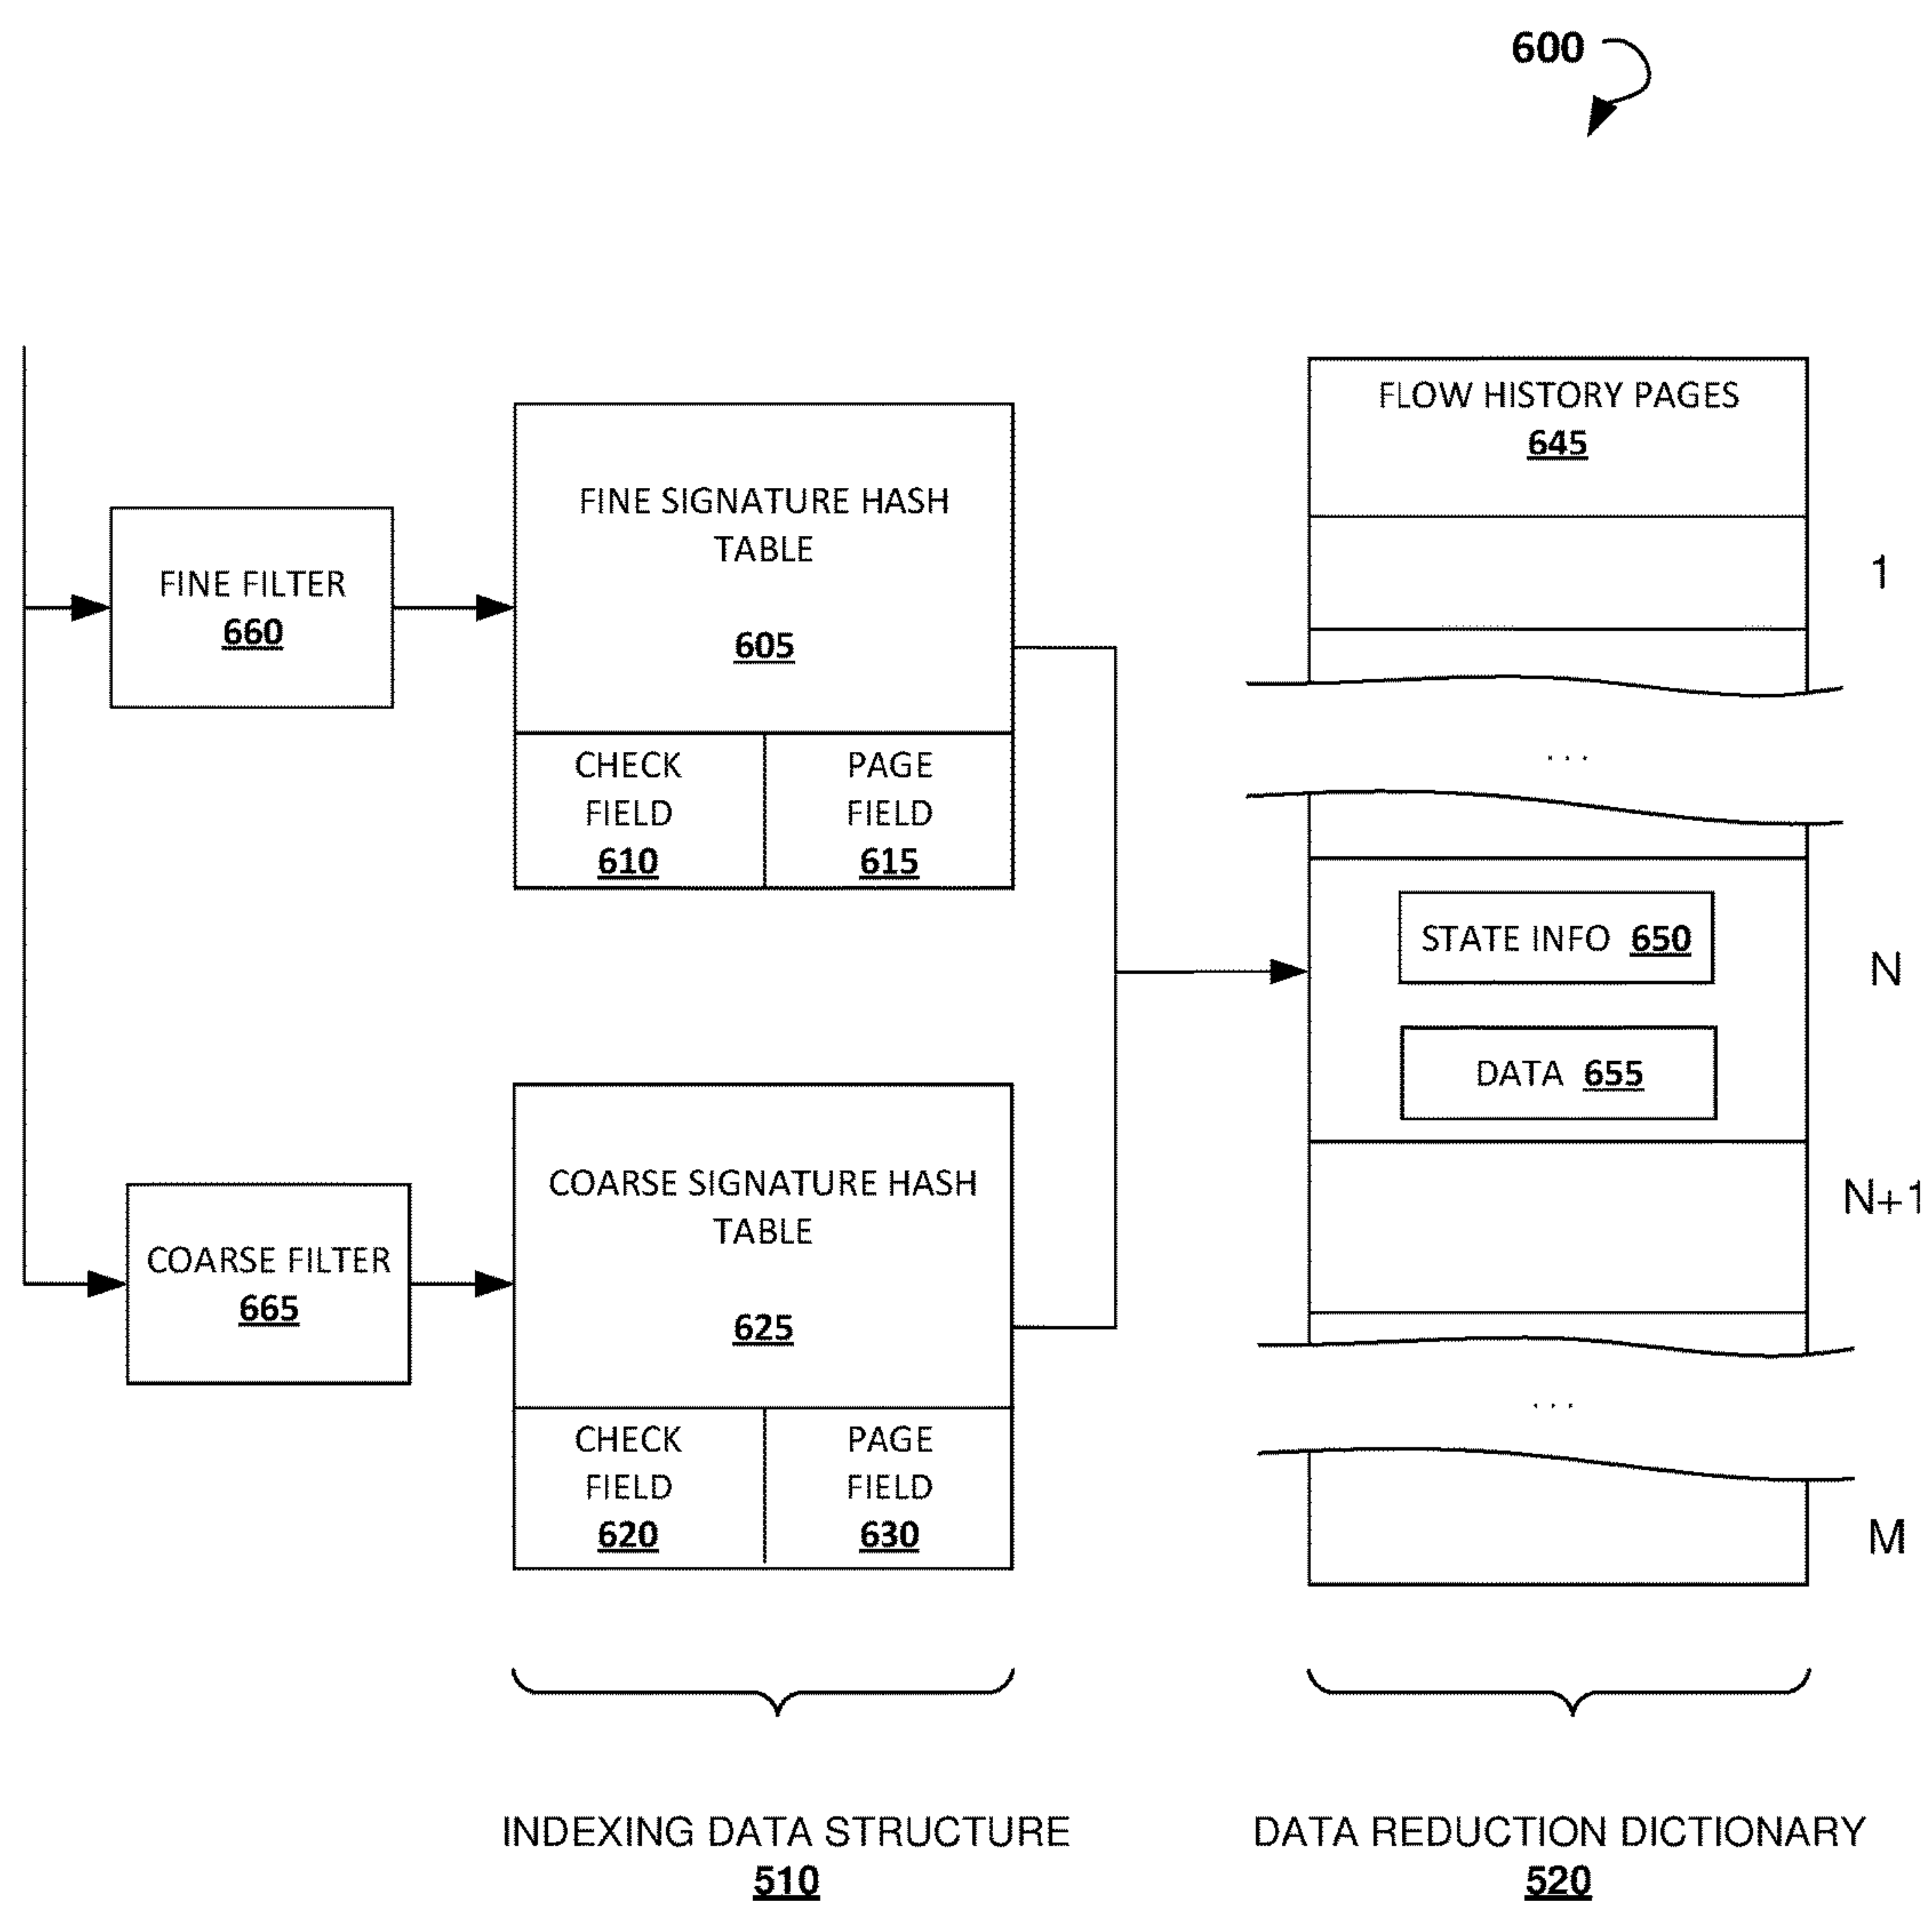 600
FLOW HISTORY PAGES
645
1
FINE FILTER
660
FINE SIGNATURE HASH
TABLE
605
CHECK
FIELD
610
PAGE
FIELD
615
...
STATE INFO 650
N
DATA 655
N+1
COARSE FILTER
665
COARSE SIGNATURE HASH
TABLE
625
CHECK
FIELD
620
PAGE
FIELD
630
...
M
INDEXING DATA STRUCTURE
510
DATA REDUCTION DICTIONARY
520